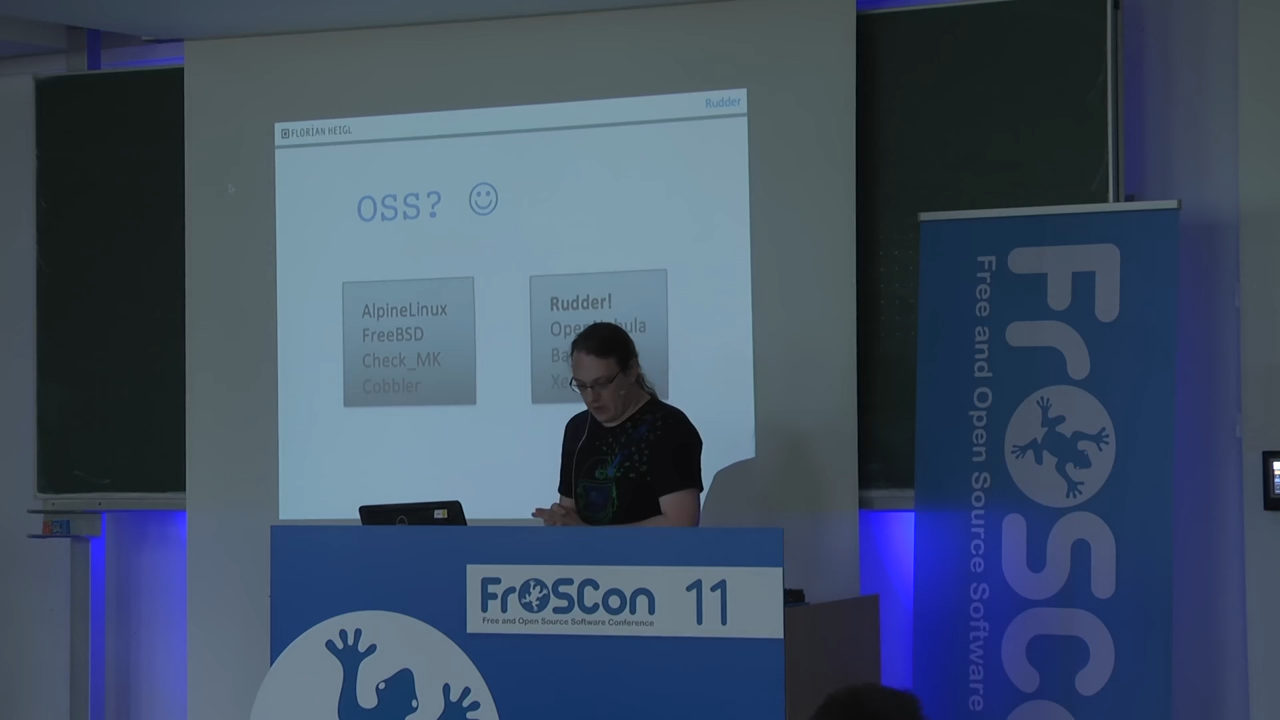 Rudder
FLORIAN HEIGL
OSS? ☺
AlpineLinux
FreeBSD
Check_MK
Cobbler
Rudder!
FrOSCon 11
Free and Open Source Software Conference
FrOSCo
Free and Open Source Software